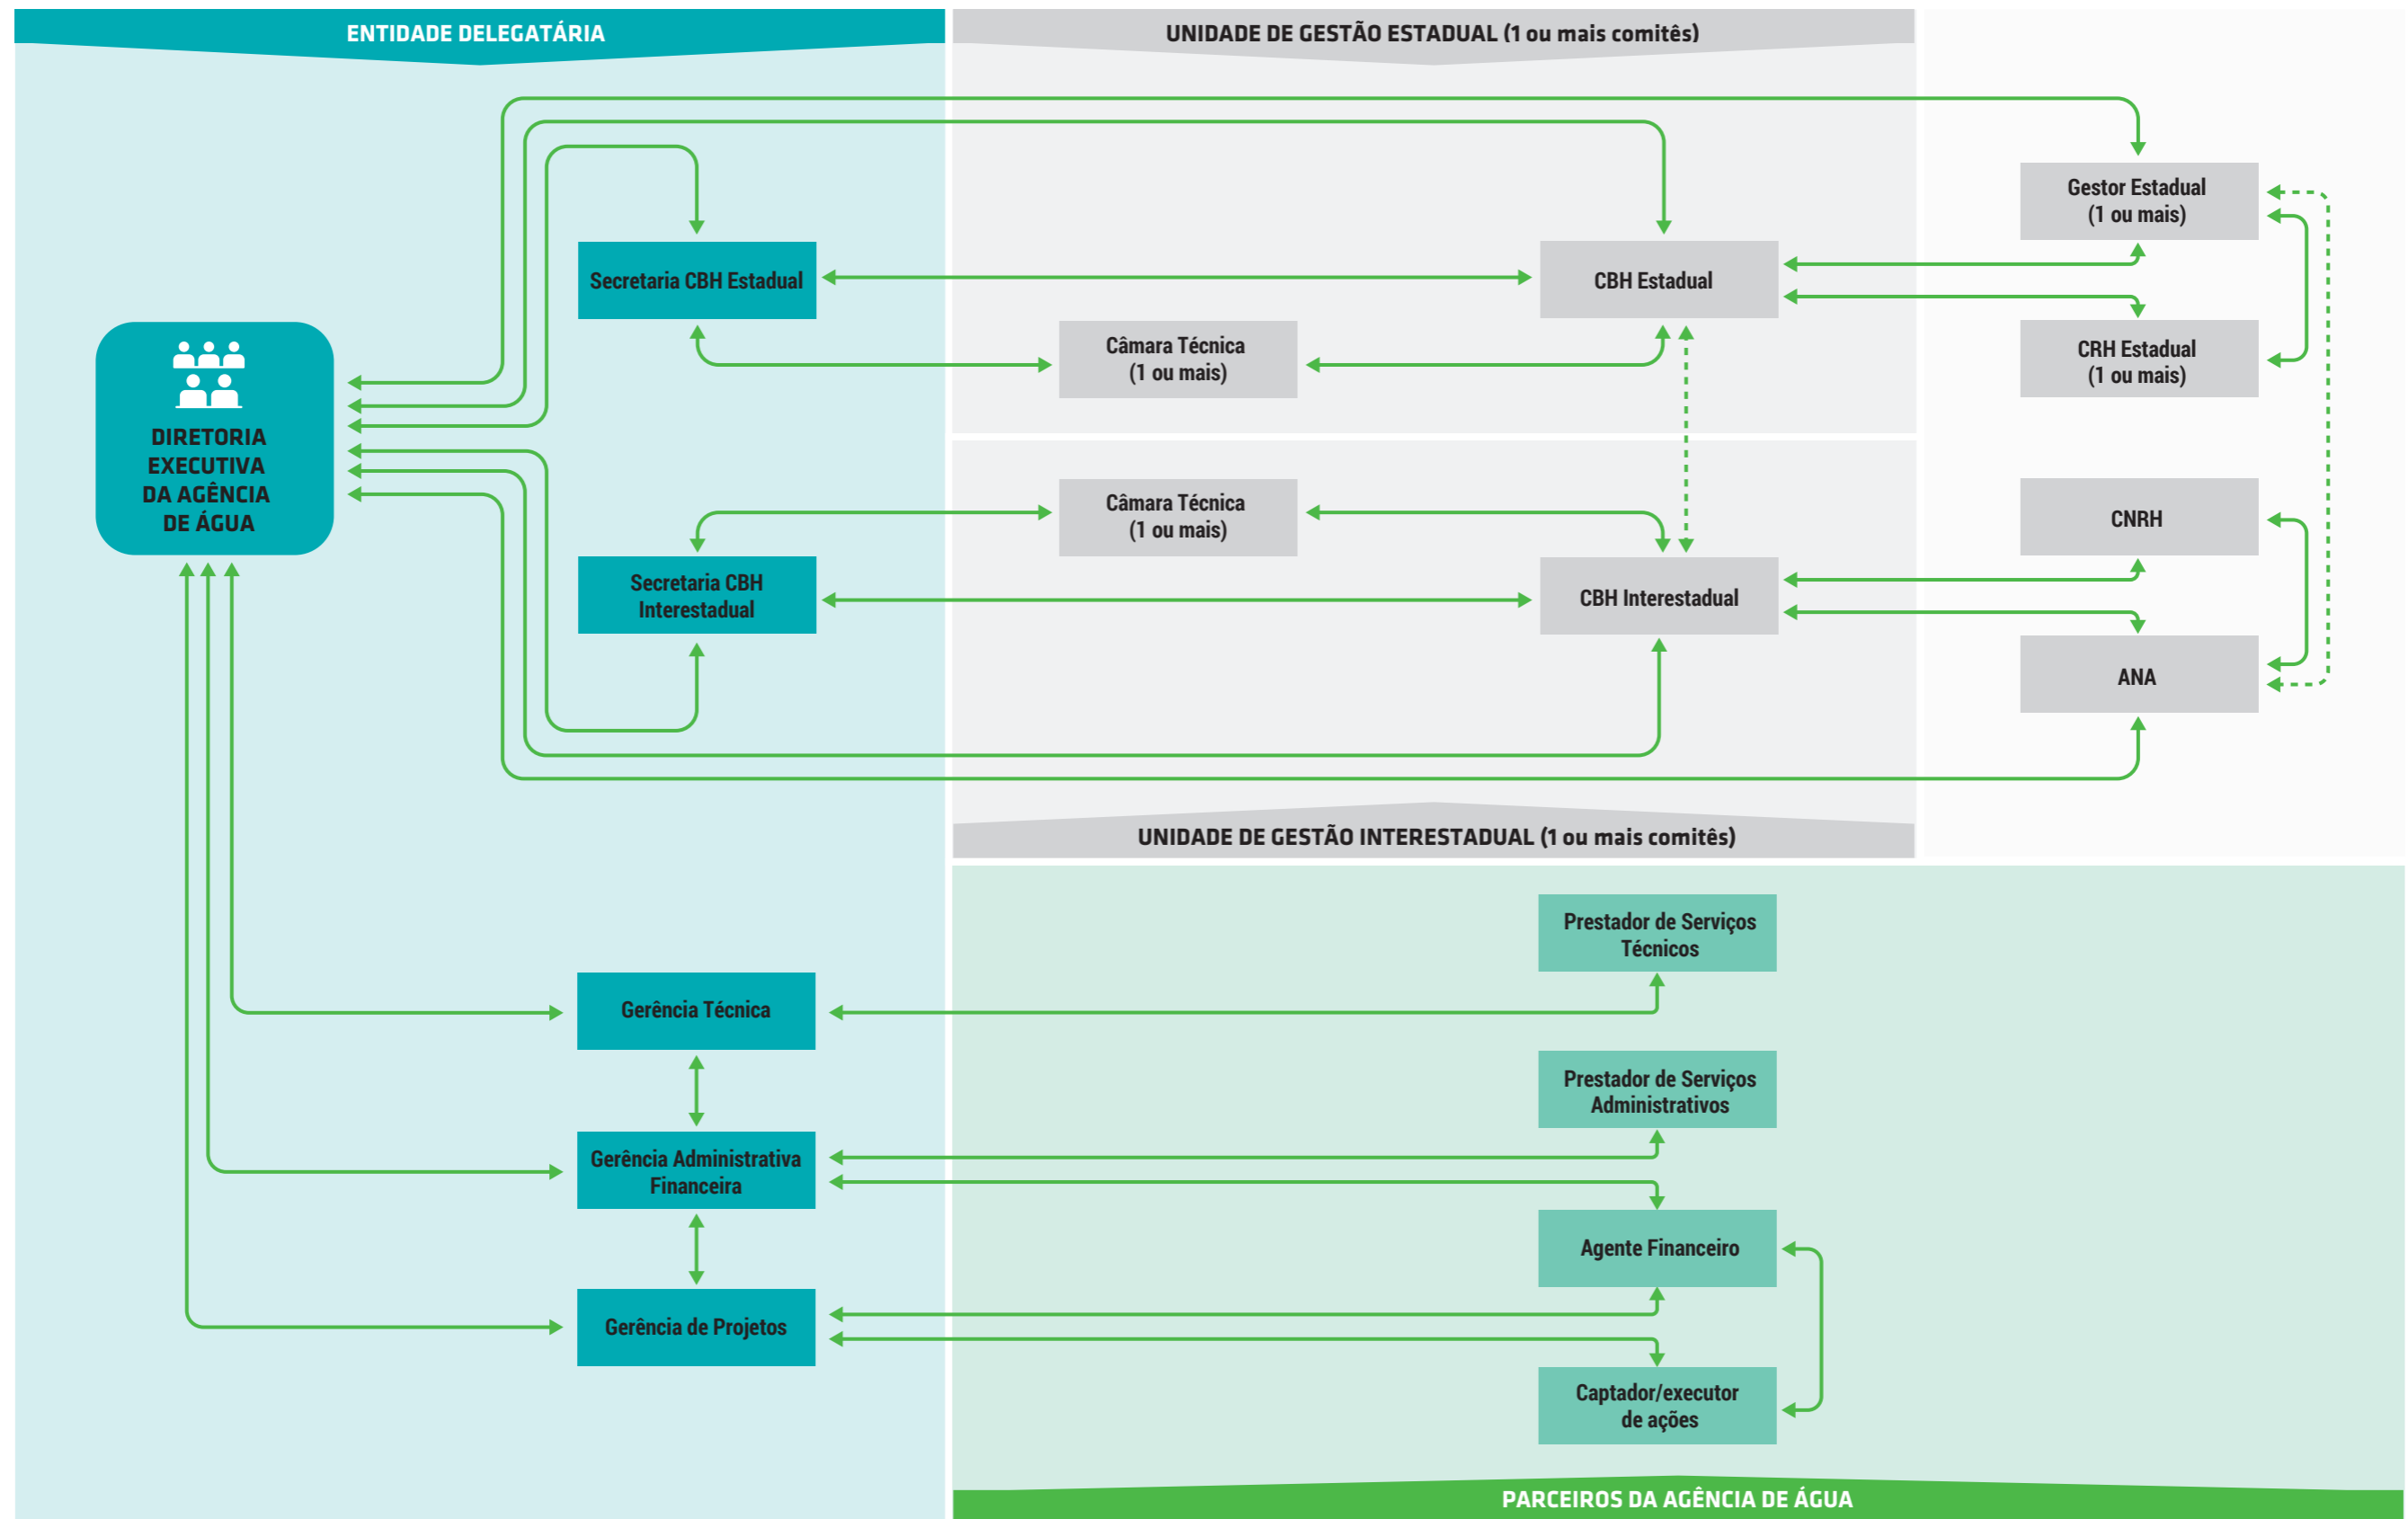 ENTIDADE DELEGATÁRIA
UNIDADE DE GESTÃO ESTADUAL (1 ou mais comitês)
Gestor Estadual
(1 ou mais)
Secretaria CBH Estadual
CBH Estadual
Câmara Técnica
(1 ou mais)
CRH Estadual
(1 ou mais)
DIRETORIA
EXECUTIVA
DA AGÊNCIA
DE ÁGUA
Câmara Técnica
(1 ou mais)
CNRH
Secretaria CBH
Interestadual
CBH Interestadual
ANA
UNIDADE DE GESTÃO INTERESTADUAL (1 ou mais comitês)
Prestador de Serviços
Técnicos
Gerência Técnica
Prestador de Serviços
Administrativos
Gerência Administrativa
Financeira
Agente Financeiro
Gerência de Projetos
Captador/executor
de ações
PARCEIROS DA AGÊNCIA DE ÁGUA